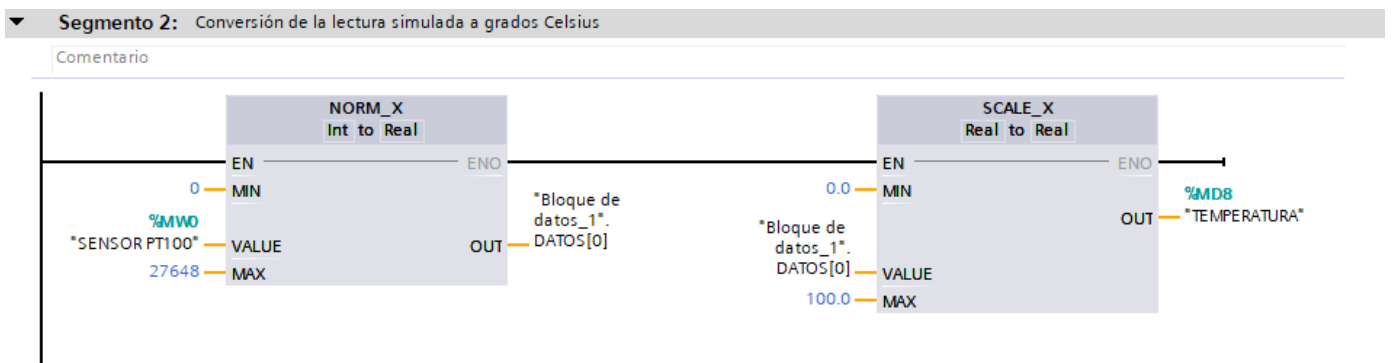 Segmento 2: Conversión de la lectura simulada a grados Celsius
Comentario
NORM_X
Int to Real
EN ENO
0 MIN
%MW0
"SENSOR PT100" VALUE
27648 MAX
OUT
"Bloque de
datos_1".
DATOS[0]
SCALE_X
Real to Real
EN ENO
0.0 MIN
"Bloque de
datos_1".
DATOS[0] VALUE
100.0 MAX
OUT
%MD8
"TEMPERATURA"